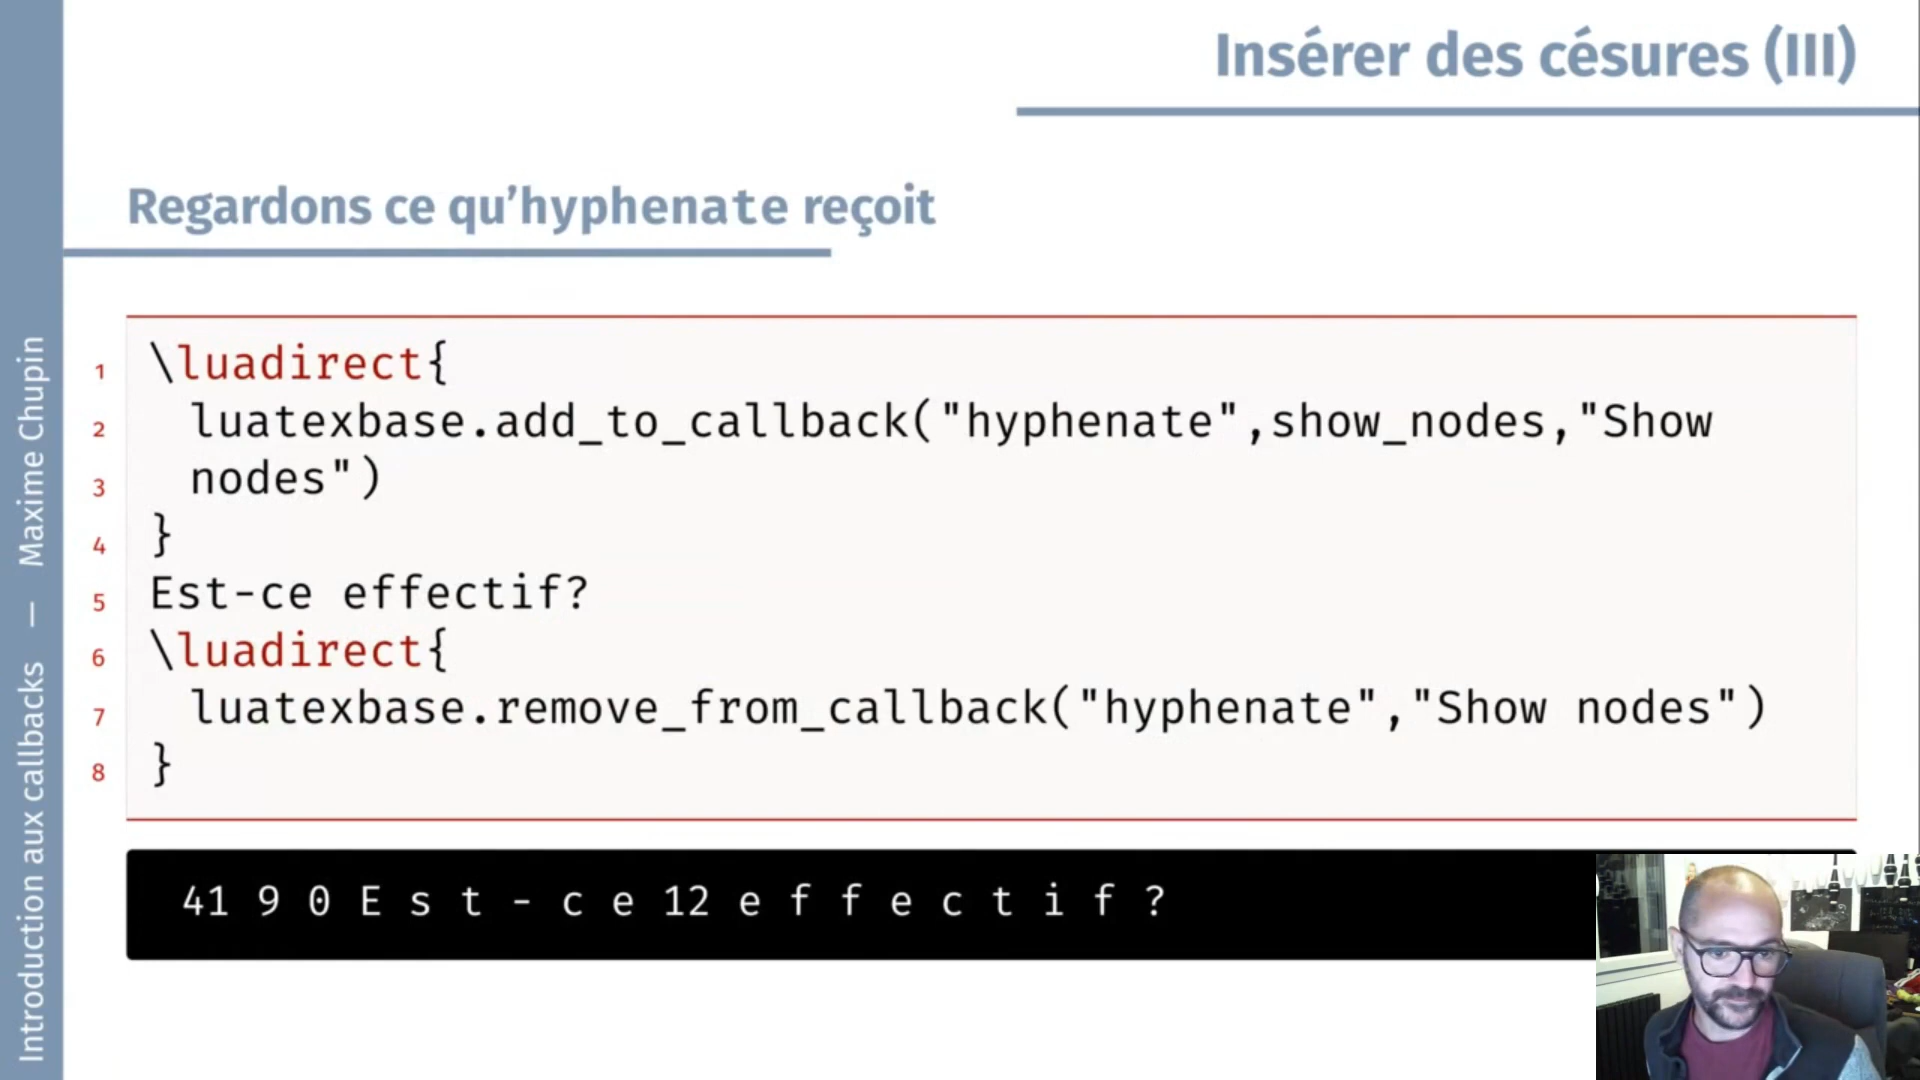 Insérer des césures (III)
Regardons ce qu’hyphenate reçoit
1 \luadirect{
2 luatexbase.add_to_callback("hyphenate",show_nodes,"Show
3 nodes")
4 }
5 Est-ce effectif?
6 \luadirect{
7 luatexbase.remove_from_callback("hyphenate","Show nodes")
8 }
41 9 0 E s t - c e 12 e f f e c t i f ?
Introduction aux callbacks — Maxime Chupin